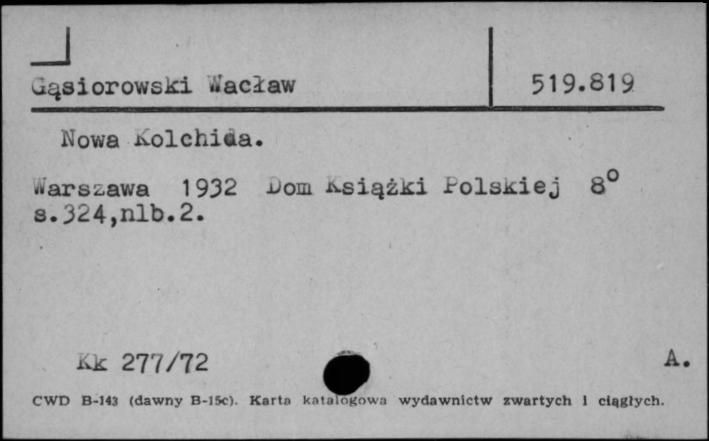 Gąsiorowski Wacław 519.819
Nowa Kolchida.
Warszawa 1932 Dom Książki Polskiej 8°
s.324,nlb.2.
Kk 277/72 A.
CWD B-143 (dawny B-15c). Karta katalogowa wydawnictw zwartych i ciągłych.